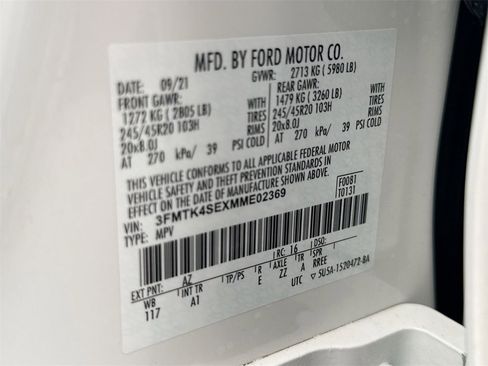 MFD. BY FORD MOTOR CO.
DATE: 09/21 GVWR: 2713 KG ( 5980 LB)
FRONT GAWR: REAR GAWR:
1272 KG ( 2805 LB) WITH 1479 KG ( 3260 LB) WITH
245/45R20 103H TIRES 245/45R20 103H TIRES
20x8.0J RIMS 20x8.0J RIMS
AT 270 kPa/ 39 PSI COLD AT 270 kPa/ 39 PSI COLD
THIS VEHICLE CONFORMS TO ALL APPLICABLE FEDERAL MOTOR
VEHICLE SAFETY AND THEFT PREVENTION STANDARDS IN
EFFECT ON THE DATE OF MANUFACTURE SHOWN ABOVE.
VIN: 3FMTK4SEXMME02369 F0081
TYPE: MPV T0131
EXT PNT: AZ RC: 16 DSO:
WB INT TR TP/PS R AXLE TR SPR
117 A1 E ZZ A RREE
UTC ▽ SU5A-1520472-BA